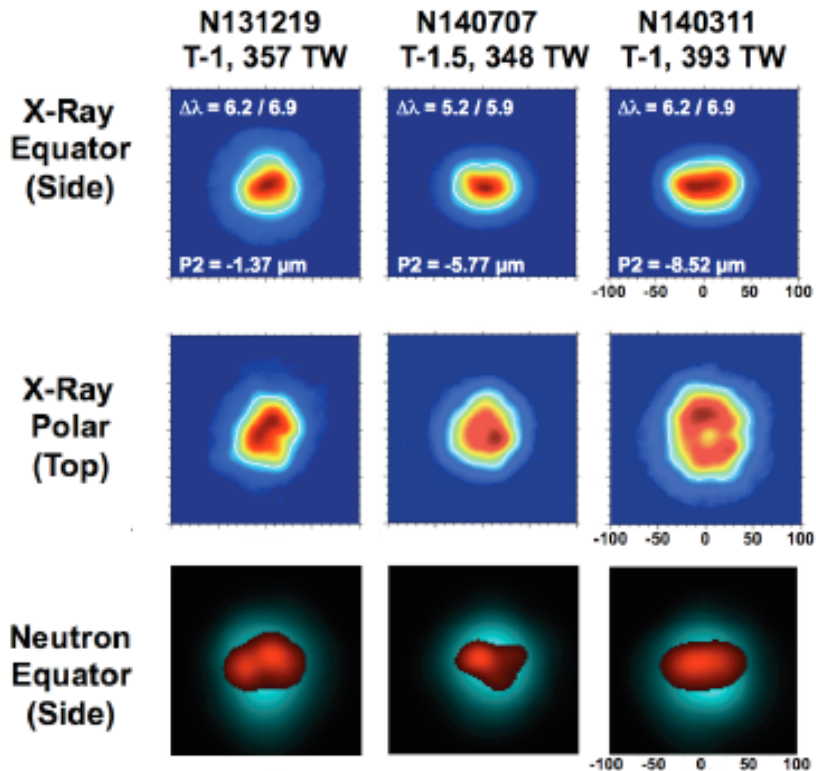 N131219 N140707 N140311
T-1, 357 TW T-1.5, 348 TW T-1, 393 TW
X-Ray
Equator
(Side)
Δλ = 6.2 / 6.9 Δλ = 5.2 / 5.9 Δλ = 6.2 / 6.9
P2 = -1.37 µm P2 = -5.77 µm P2 = -8.52 µm
-100 -50 0 50 100
X-Ray
Polar
(Top)
-100 -50 0 50 100
Neutron
Equator
(Side)
-100 -50 0 50 100